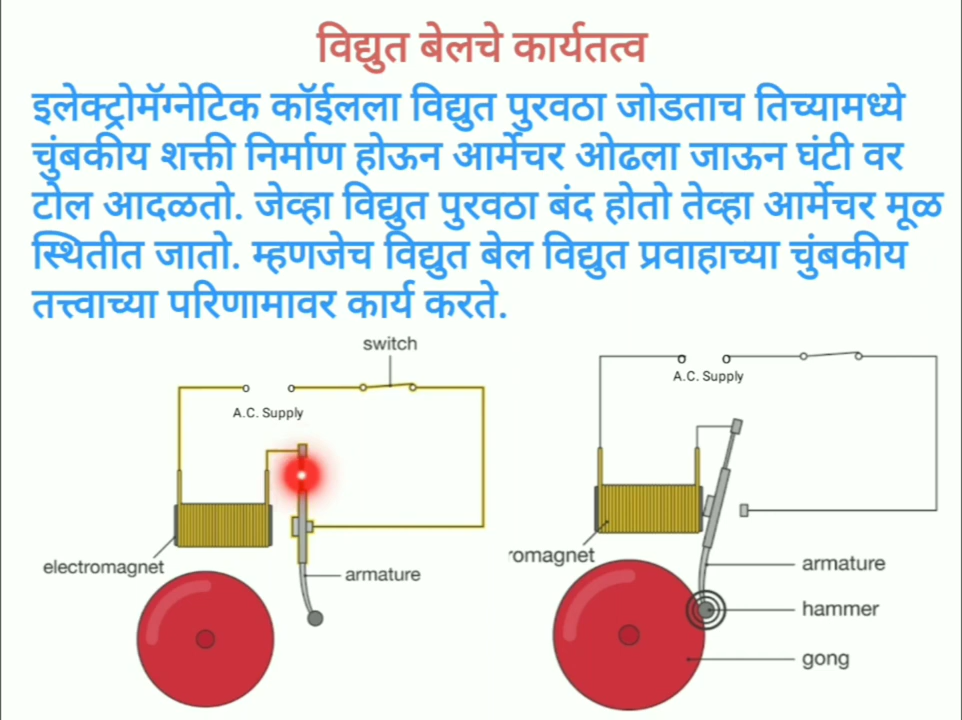 विद्युत बेलचे कार्यतत्व
इलेक्ट्रोमॅग्नेटिक कॉईलला विद्युत पुरवठा जोडताच तिच्यामध्ये
चुंबकीय शक्ती निर्माण होऊन आर्मेचर ओढला जाऊन घंटी वर
टोल आदळतो. जेव्हा विद्युत पुरवठा बंद होतो तेव्हा आर्मेचर मूळ
स्थितीत जातो. म्हणजेच विद्युत बेल विद्युत प्रवाहाच्या चुंबकीय
तत्त्वाच्या परिणामावर कार्य करते.
switch
A.C. Supply
electromagnet
armature
A.C. Supply
romagnet
armature
hammer
gong